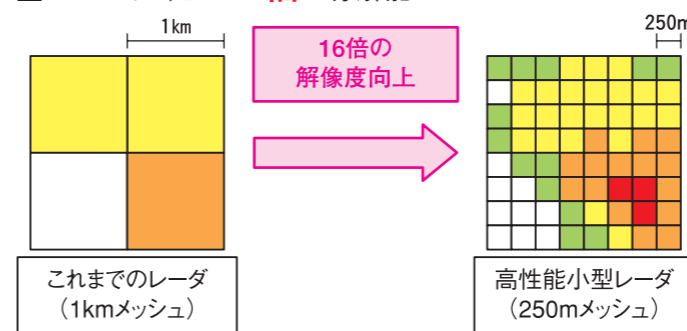 1km
250m
16倍の
解像度向上
これまでのレーダ
（1kmメッシュ）
高性能小型レーダ
（250mメッシュ）